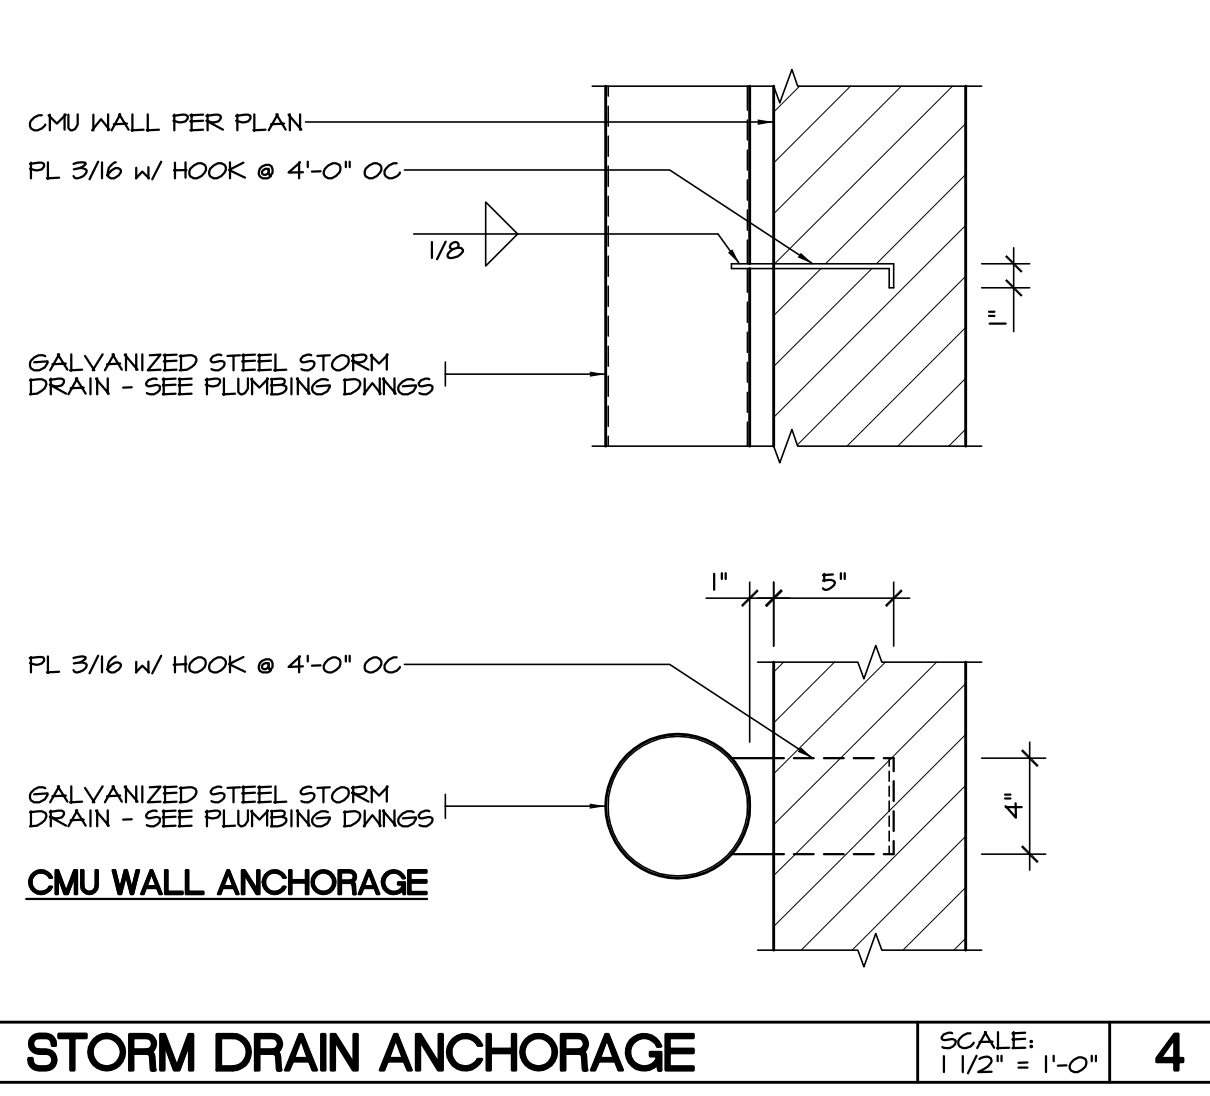 CMU WALL PER PLAN
PL 3/16 w/ HOOK @ 4'-0" OC
1/8
1"
GALVANIZED STEEL STORM
DRAIN - SEE PLUMBING DWNGS
1"
5"
PL 3/16 w/ HOOK @ 4'-0" OC
GALVANIZED STEEL STORM
DRAIN - SEE PLUMBING DWNGS
4"
CMU WALL ANCHORAGE
STORM DRAIN ANCHORAGE
SCALE:
1 1/2" = 1'-0"
4